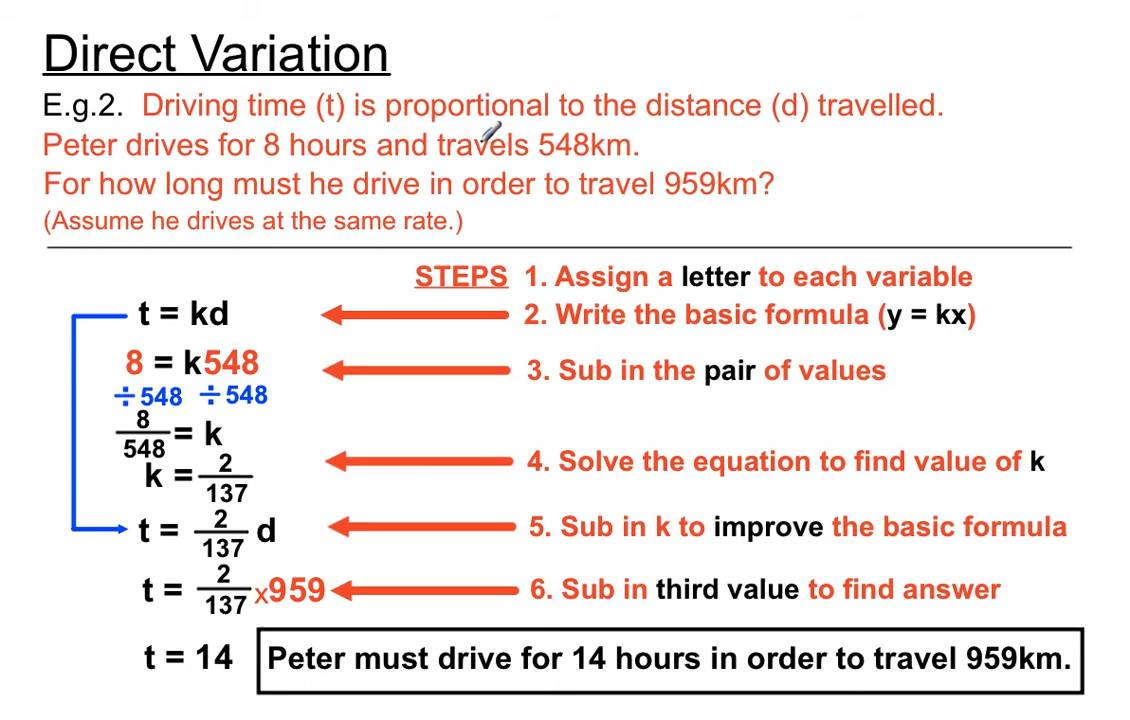 Direct Variation
E.g.2. Driving time (t) is proportional to the distance (d) travelled.
Peter drives for 8 hours and travels 548km.
For how long must he drive in order to travel 959km?
(Assume he drives at the same rate.)
STEPS 1. Assign a letter to each variable
t = kd
2. Write the basic formula (y = kx)
8 = k548
3. Sub in the pair of values
÷548 ÷548
8/548 = k
k = 2/137
4. Solve the equation to find value of k
t = 2/137 d
5. Sub in k to improve the basic formula
t = 2/137 x959
6. Sub in third value to find answer
t = 14
Peter must drive for 14 hours in order to travel 959km.